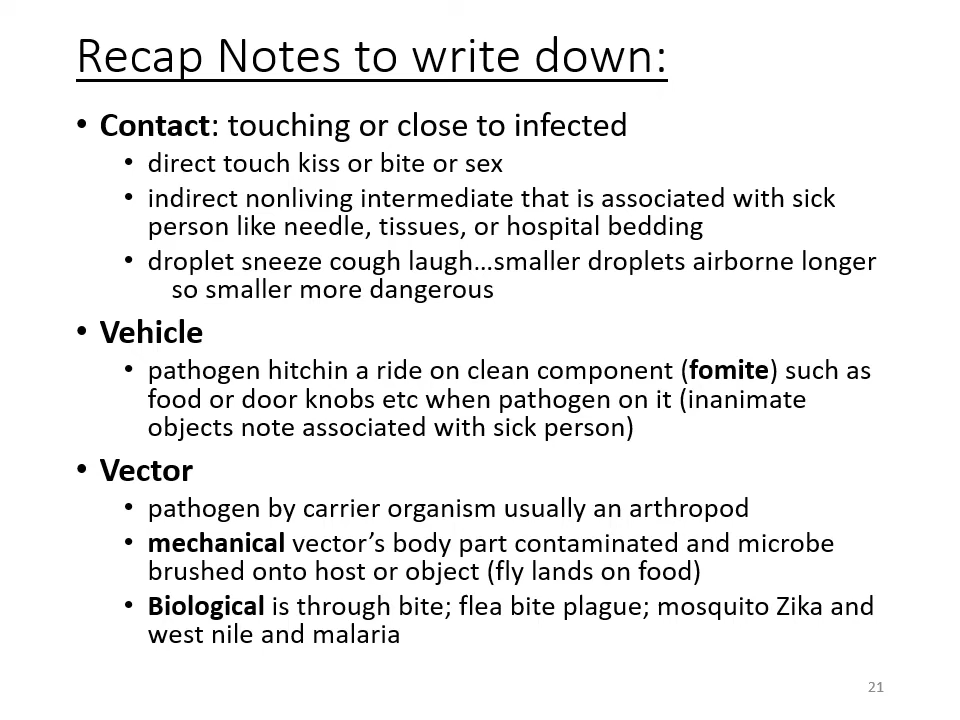 Recap Notes to write down:
• Contact: touching or close to infected
• direct touch kiss or bite or sex
• indirect nonliving intermediate that is associated with sick
person like needle, tissues, or hospital bedding
• droplet sneeze cough laugh…smaller droplets airborne longer
so smaller more dangerous
• Vehicle
• pathogen hitchin a ride on clean component (fomite) such as
food or door knobs etc when pathogen on it (inanimate
objects note associated with sick person)
• Vector
• pathogen by carrier organism usually an arthropod
• mechanical vector’s body part contaminated and microbe
brushed onto host or object (fly lands on food)
• Biological is through bite; flea bite plague; mosquito Zika and
west nile and malaria
21